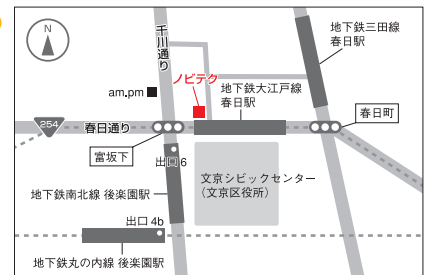 N
千川通り
地下鉄三田線
春日駅
ノビテク
地下鉄大江戸線
春日駅
am.pm
254
春日通り
春日町
富坂下
出口6
文京シビックセンター
(文京区役所)
地下鉄南北線 後楽園駅
出口4b
地下鉄丸の内線 後楽園駅